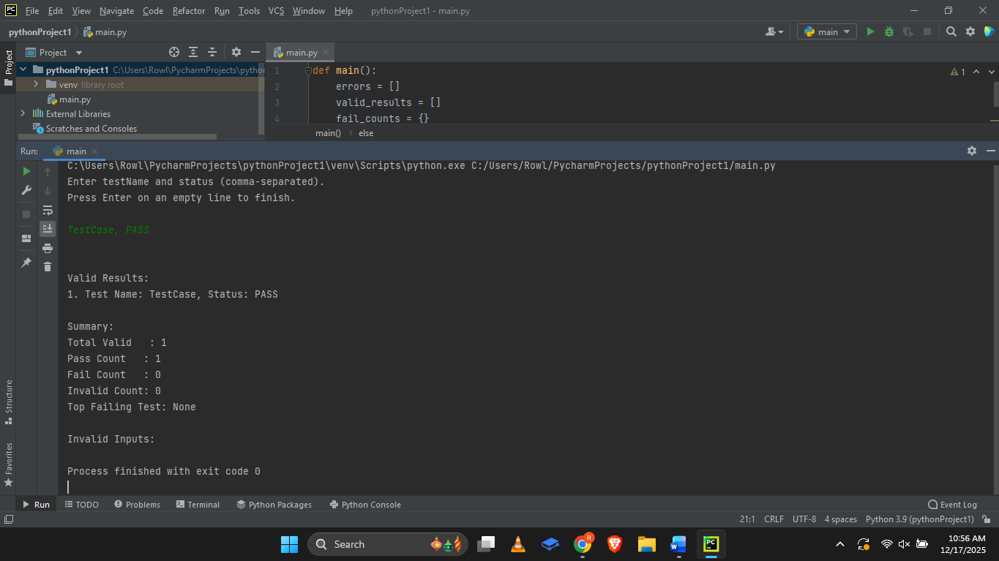 PC File Edit View Navigate Code Refactor Run Tools VCS Window Help pythonProject1 - main.py
pythonProject1 main.py main
Project main.py
pythonProject1 C:\Users\Rowl\PycharmProjects\python
venv library root
main.py
External Libraries
Scratches and Consoles
Project
1 def main():
2 errors = []
3 valid_results = []
4 fail_counts = {}
1
main() else
Run: main
C:\Users\Rowl\PycharmProjects\pythonProject1\venv\Scripts\python.exe C:/Users/Rowl/PycharmProjects/pythonProject1/main.py
Enter testName and status (comma-separated).
Press Enter on an empty line to finish.
TestCase, PASS
Valid Results:
1. Test Name: TestCase, Status: PASS
Summary:
Total Valid   : 1
Pass Count   : 1
Fail Count   : 0
Invalid Count: 0
Top Failing Test: None
Invalid Inputs:
Process finished with exit code 0
Structure
Favorites
Run TODO Problems Terminal Python Packages Python Console Event Log
21:1 CRLF UTF-8 4 spaces Python 3.9 (pythonProject1)
Search R W PC 10:56 AM
12/17/2025